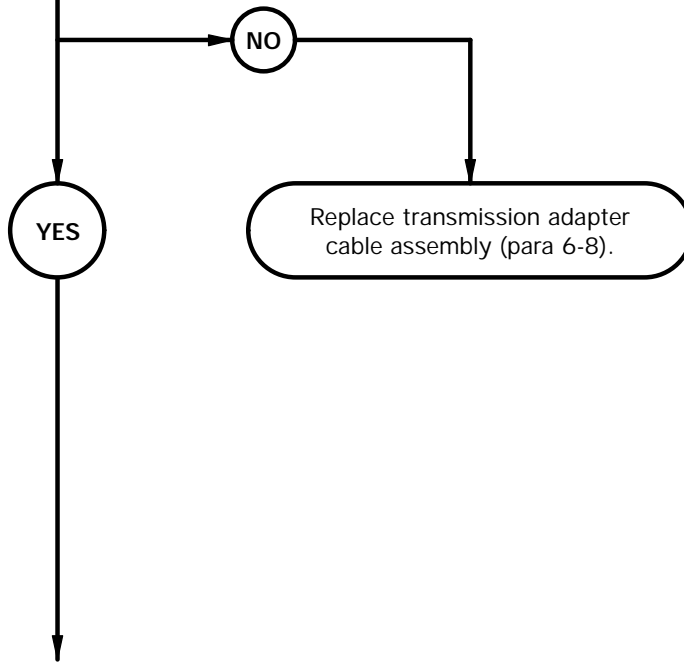 NO
YES
Replace transmission adapter
cable assembly (para 6-8).